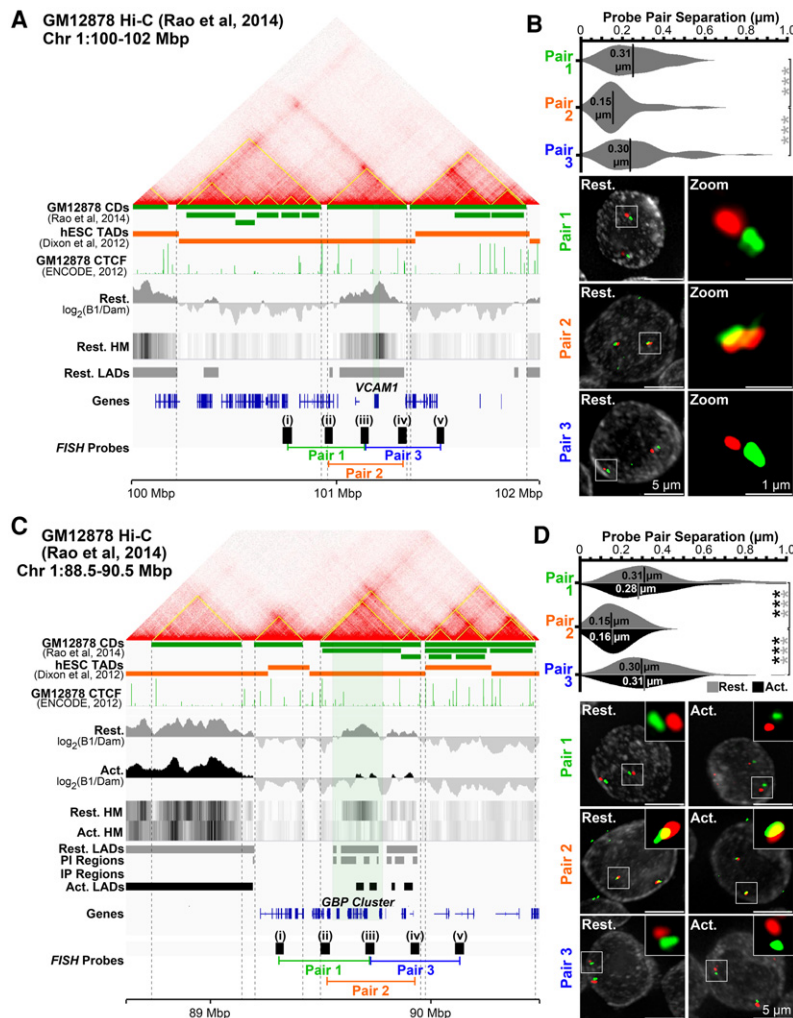 A
GM12878 Hi-C (Rao et al, 2014)
Chr 1:100-102 Mbp
GM12878 CDs
(Rao et al, 2014)
hESC TADs
(Dixon et al, 2012)
GM12878 CTCF
(ENCODE, 2012)
Rest.
log2(B1/Dam)
Rest. HM
Rest. LADs
VCAM1
Genes
(i) (ii) (iii) (iv) (v)
FISH Probes
Pair 1 Pair 3
Pair 2
100 Mbp 101 Mbp 102 Mbp
B
Probe Pair Separation (µm)
0 0.2 0.4 0.6 0.8 1.0
Pair 1
0.31 µm
Pair 2
0.15 µm
Pair 3
0.30 µm
***
***
Pair 1
Rest. Zoom
Pair 2
Rest. Zoom
Pair 3
Rest. Zoom
5 µm 1 µm
C
GM12878 Hi-C
(Rao et al, 2014)
Chr 1:88.5-90.5 Mbp
GM12878 CDs
(Rao et al, 2014)
hESC TADs
(Dixon et al, 2012)
GM12878 CTCF
(ENCODE, 2012)
Rest.
log2(B1/Dam)
Act.
log2(B1/Dam)
Rest. HM
Act. HM
Rest. LADs
PI Regions
IP Regions
Act. LADs
GBP Cluster
Genes
(i) (ii) (iii) (iv) (v)
FISH Probes
Pair 1 Pair 3
Pair 2
89 Mbp 90 Mbp
D
Probe Pair Separation (µm)
0 0.2 0.4 0.6 0.8 1.0
Pair 1
0.31 µm
0.28 µm
Pair 2
0.15 µm
0.16 µm
Pair 3
0.30 µm
0.31 µm
***
***
***
***
Rest. Act.
Pair 1
Rest. Act.
Pair 2
Rest. Act.
Pair 3
Rest. Act.
5 µm